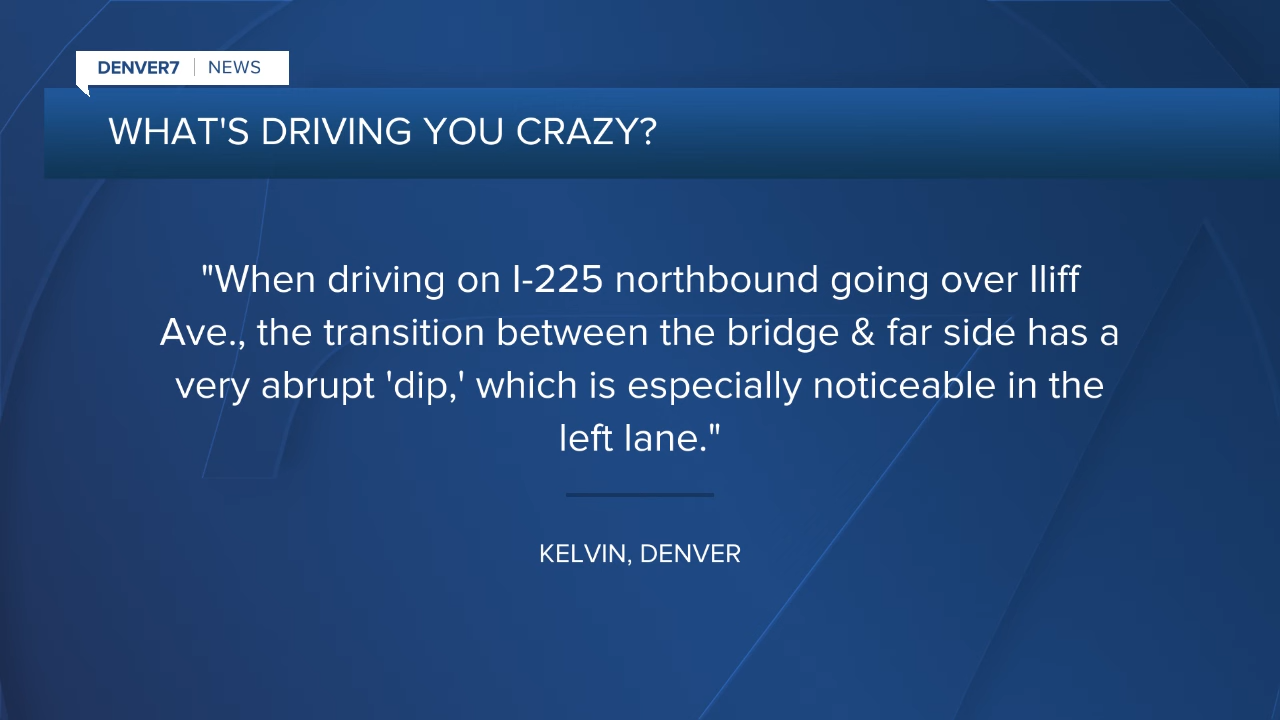 DENVER7 | NEWS
WHAT'S DRIVING YOU CRAZY?
"When driving on I-225 northbound going over Iliff
Ave., the transition between the bridge & far side has a
very abrupt 'dip,' which is especially noticeable in the
left lane."
KELVIN, DENVER